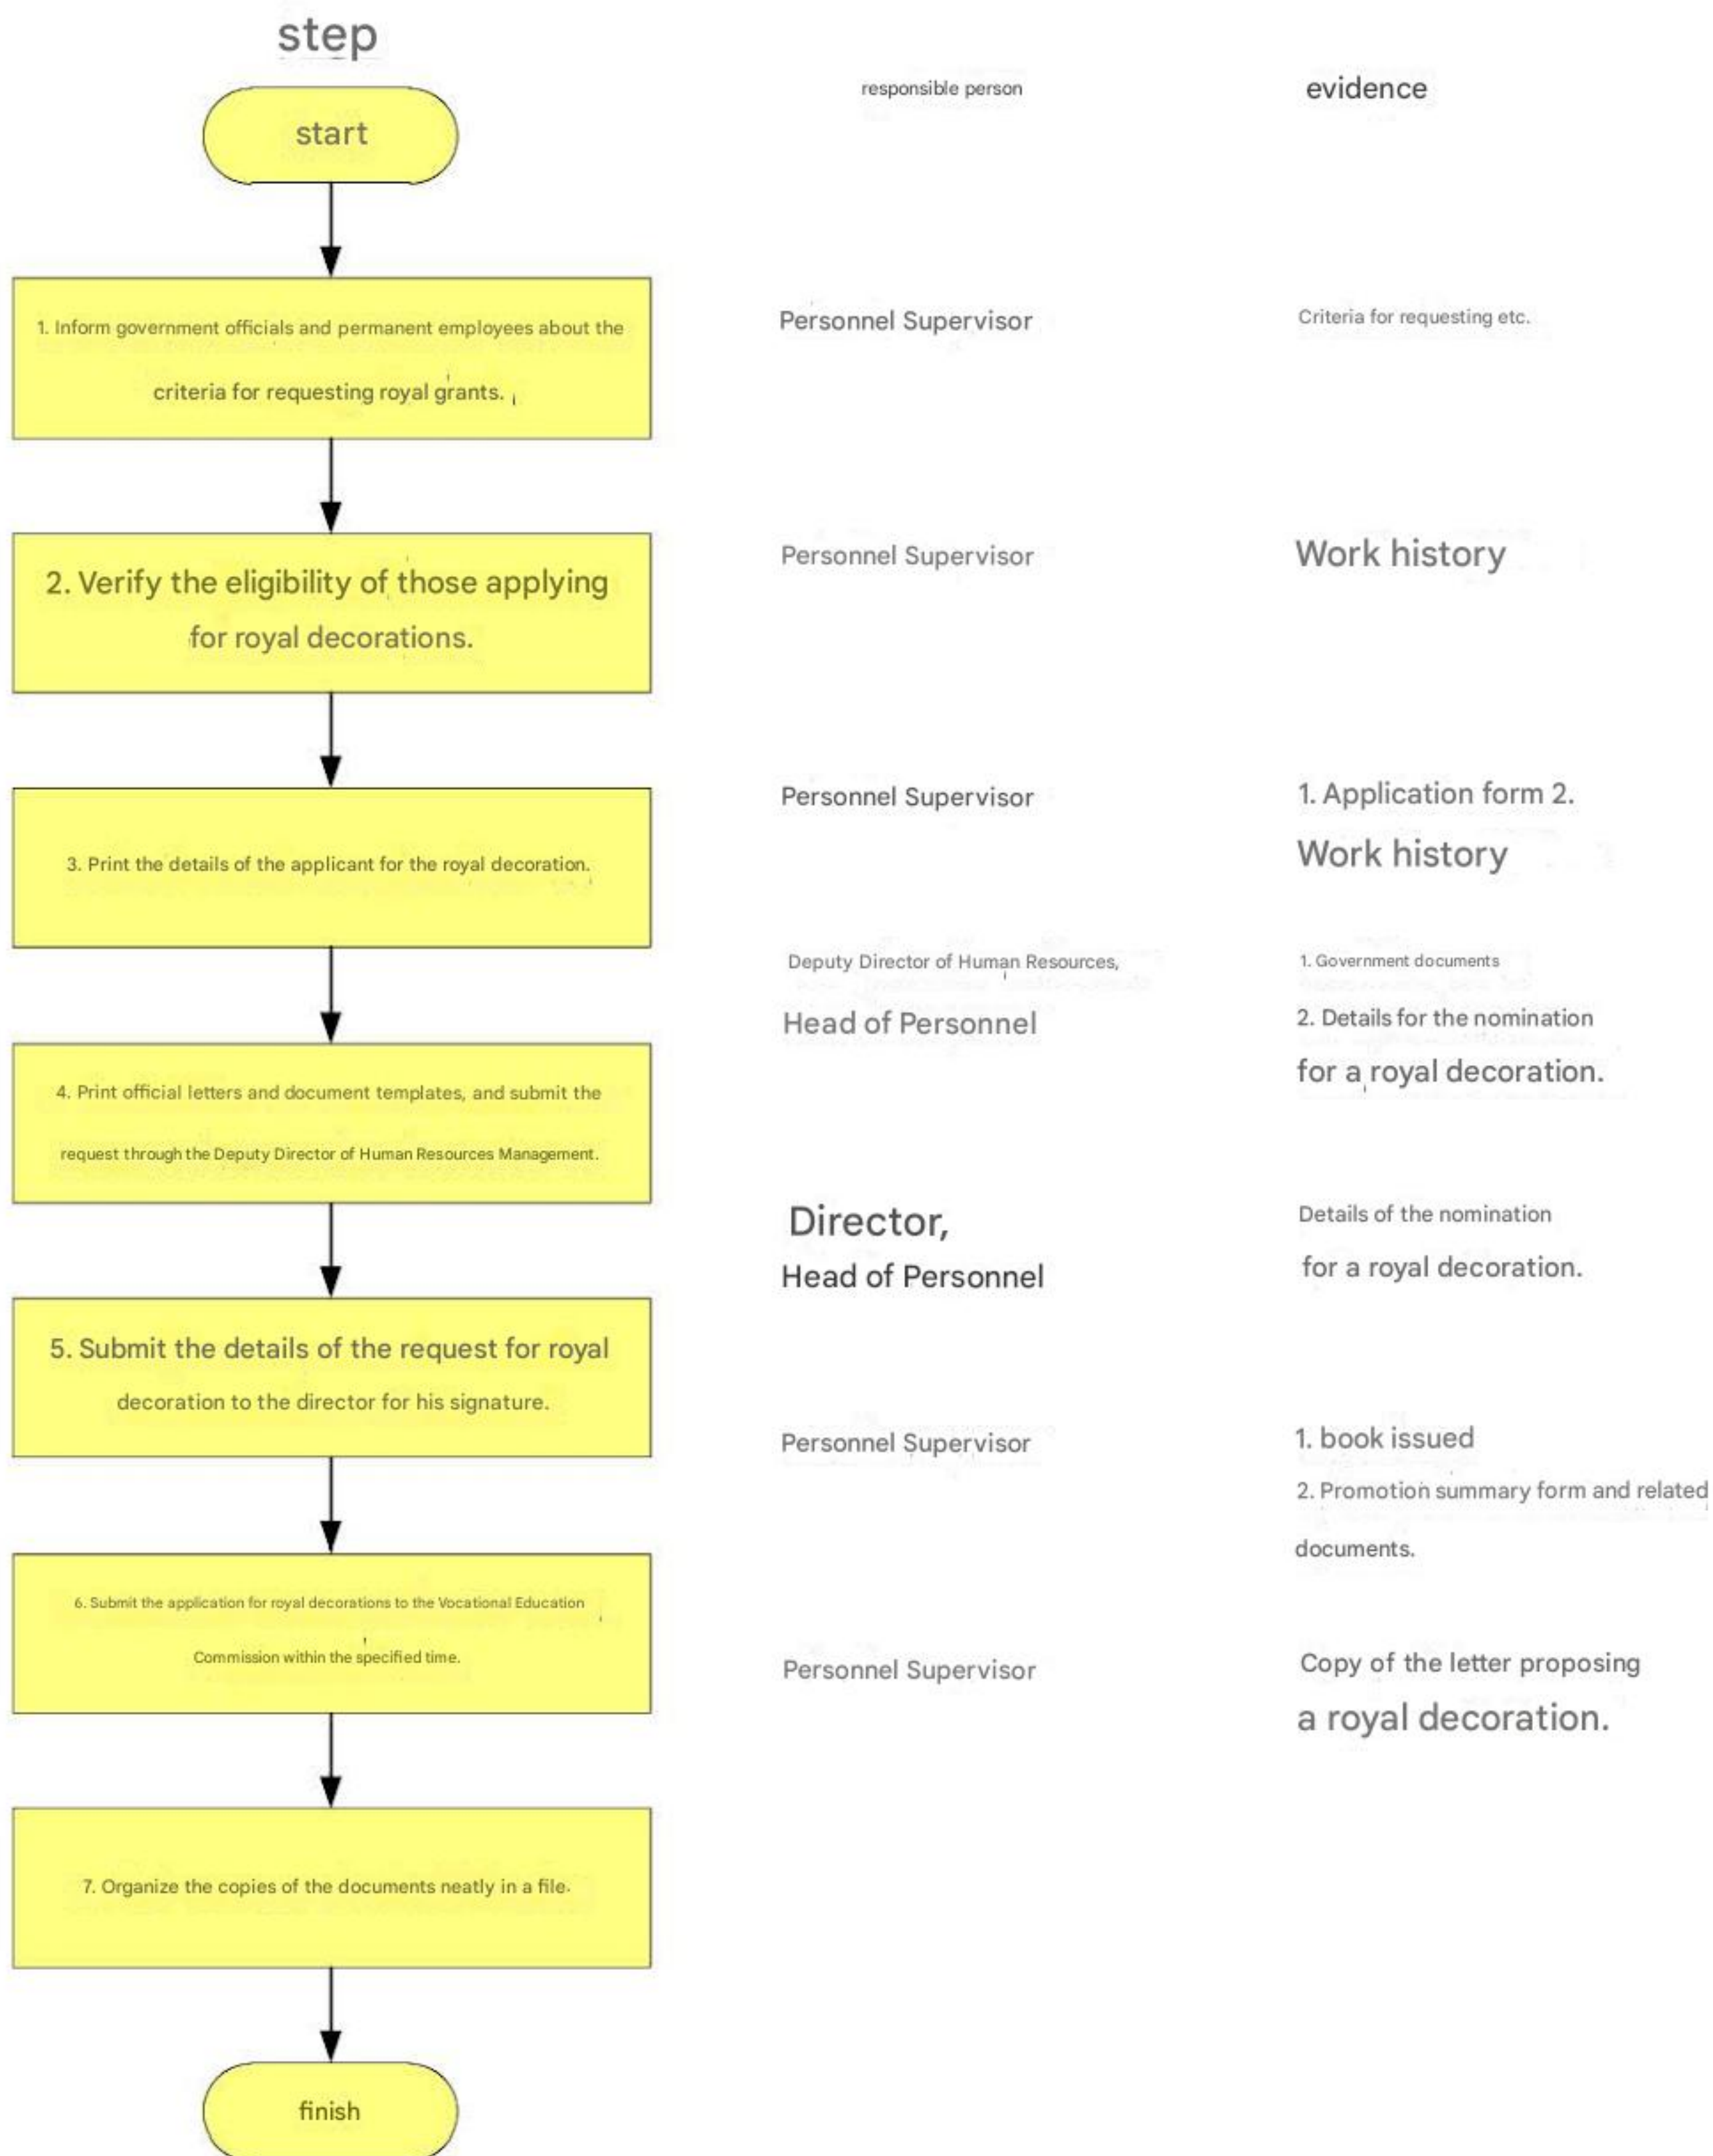 step
responsible person
evidence
start
1. Inform government officials and permanent employees about the
criteria for requesting royal grants.
Personnel Supervisor
Criteria for requesting etc.
2. Verify the eligibility of those applying
for royal decorations.
Personnel Supervisor
Work history
3. Print the details of the applicant for the royal decoration.
Personnel Supervisor
1. Application form 2.
Work history
Deputy Director of Human Resources,
Head of Personnel
1. Government documents
2. Details for the nomination
for a royal decoration.
4. Print official letters and document templates, and submit the
request through the Deputy Director of Human Resources Management.
Director,
Head of Personnel
Details of the nomination
for a royal decoration.
5. Submit the details of the request for royal
decoration to the director for his signature.
Personnel Supervisor
1. book issued
2. Promotion summary form and related
documents.
6. Submit the application for royal decorations to the Vocational Education
Commission within the specified time.
Personnel Supervisor
Copy of the letter proposing
a royal decoration.
7. Organize the copies of the documents neatly in a file.
finish